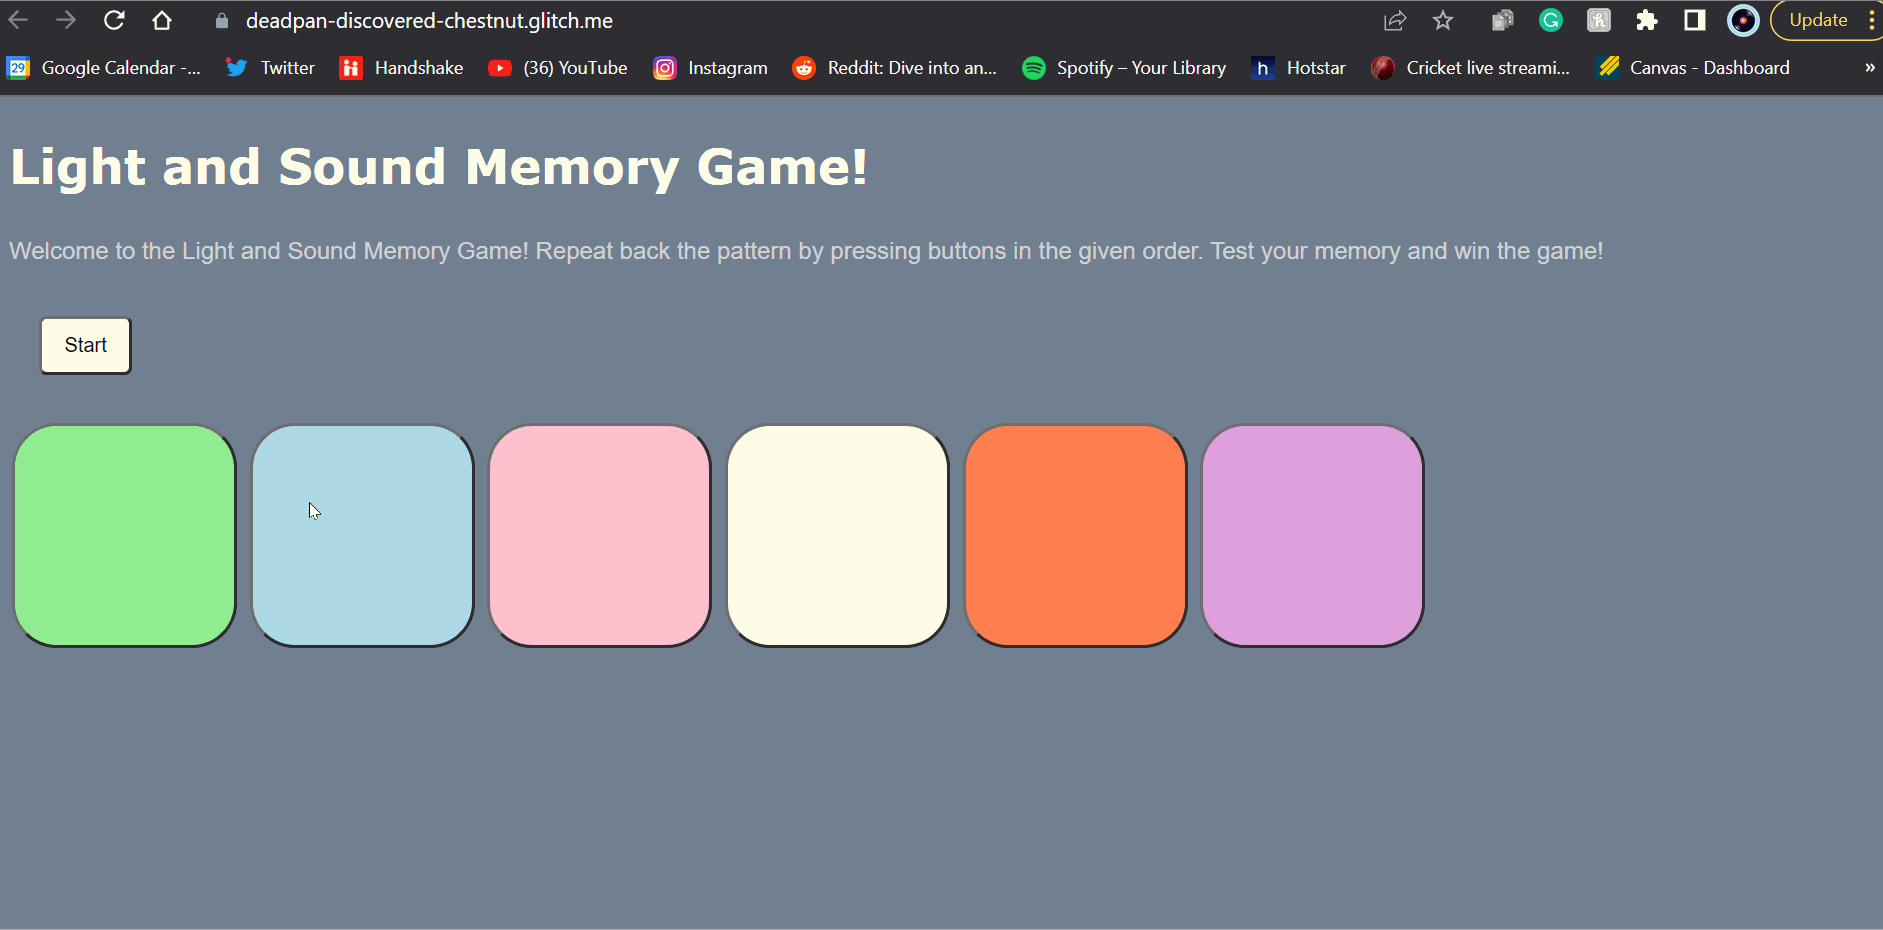 deadpan-discovered-chestnut.glitch.me Update
29 Google Calendar -... Twitter Handshake (36) YouTube Instagram Reddit: Dive into an... Spotify – Your Library h Hotstar Cricket live streami... Canvas - Dashboard »
Light and Sound Memory Game!
Welcome to the Light and Sound Memory Game! Repeat back the pattern by pressing buttons in the given order. Test your memory and win the game!
Start